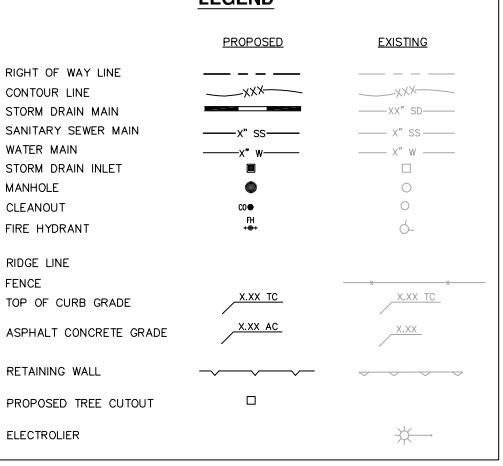 LEGEND
PROPOSED EXISTING
RIGHT OF WAY LINE
CONTOUR LINE XXX XXX
STORM DRAIN MAIN XX" SD
SANITARY SEWER MAIN X" SS X" SS
WATER MAIN X" W X" W
STORM DRAIN INLET
MANHOLE
CLEANOUT CO
FIRE HYDRANT FH
RIDGE LINE
FENCE x x
TOP OF CURB GRADE X.XX TC X.XX TC
ASPHALT CONCRETE GRADE X.XX AC X.XX
RETAINING WALL
PROPOSED TREE CUTOUT
ELECTROLIER